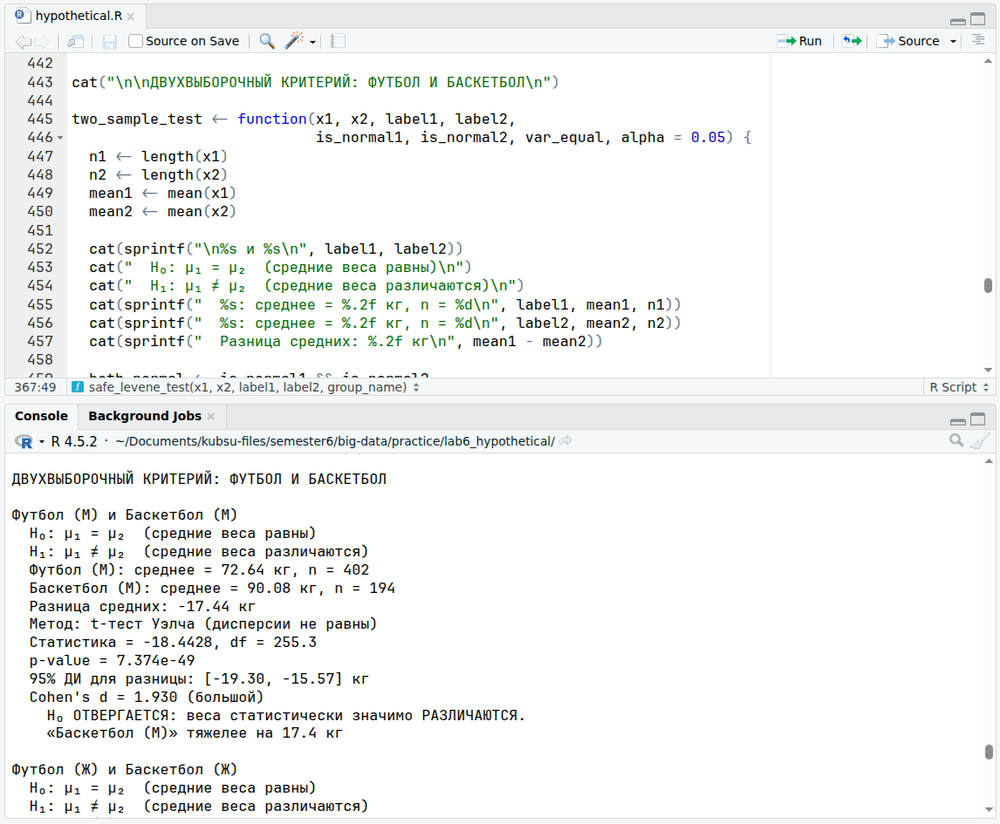 hypothetical.R
Source on Save
Run
Source
442
443 cat("\n\nДВУХВЫБОРОЧНЫЙ КРИТЕРИЙ: ФУТБОЛ И БАСКЕТБОЛ\n")
444
445 two_sample_test <- function(x1, x2, label1, label2,
446 is_normal1, is_normal2, var_equal, alpha = 0.05) {
447 n1 <- length(x1)
448 n2 <- length(x2)
449 mean1 <- mean(x1)
450 mean2 <- mean(x2)
451
452 cat(sprintf("\n%s и %s\n", label1, label2))
453 cat("  H₀: μ₁ = μ₂  (средние веса равны)\n")
454 cat("  H₁: μ₁ ≠ μ₂  (средние веса различаются)\n")
455 cat(sprintf("  %s: среднее = %.2f кг, n = %d\n", label1, mean1, n1))
456 cat(sprintf("  %s: среднее = %.2f кг, n = %d\n", label2, mean2, n2))
457 cat(sprintf("  Разница средних: %.2f кг\n", mean1 - mean2))
458
367:49 safe_levene_test(x1, x2, label1, label2, group_name) R Script
Console Background Jobs
R 4.5.2 · ~/Documents/kubsu-files/semester6/big-data/practice/lab6_hypothetical/
ДВУХВЫБОРОЧНЫЙ КРИТЕРИЙ: ФУТБОЛ И БАСКЕТБОЛ
Футбол (М) и Баскетбол (М)
H₀: μ₁ = μ₂  (средние веса равны)
H₁: μ₁ ≠ μ₂  (средние веса различаются)
Футбол (М): среднее = 72.64 кг, n = 402
Баскетбол (М): среднее = 90.08 кг, n = 194
Разница средних: -17.44 кг
Метод: t-тест Уэлча (дисперсии не равны)
Статистика = -18.4428, df = 255.3
p-value = 7.374e-49
95% ДИ для разницы: [-19.30, -15.57] кг
Cohen's d = 1.930 (большой)
H₀ ОТВЕРГАЕТСЯ: веса статистически значимо РАЗЛИЧАЮТСЯ.
«Баскетбол (М)» тяжелее на 17.4 кг
Футбол (Ж) и Баскетбол (Ж)
H₀: μ₁ = μ₂  (средние веса равны)
H₁: μ₁ ≠ μ₂  (средние веса различаются)